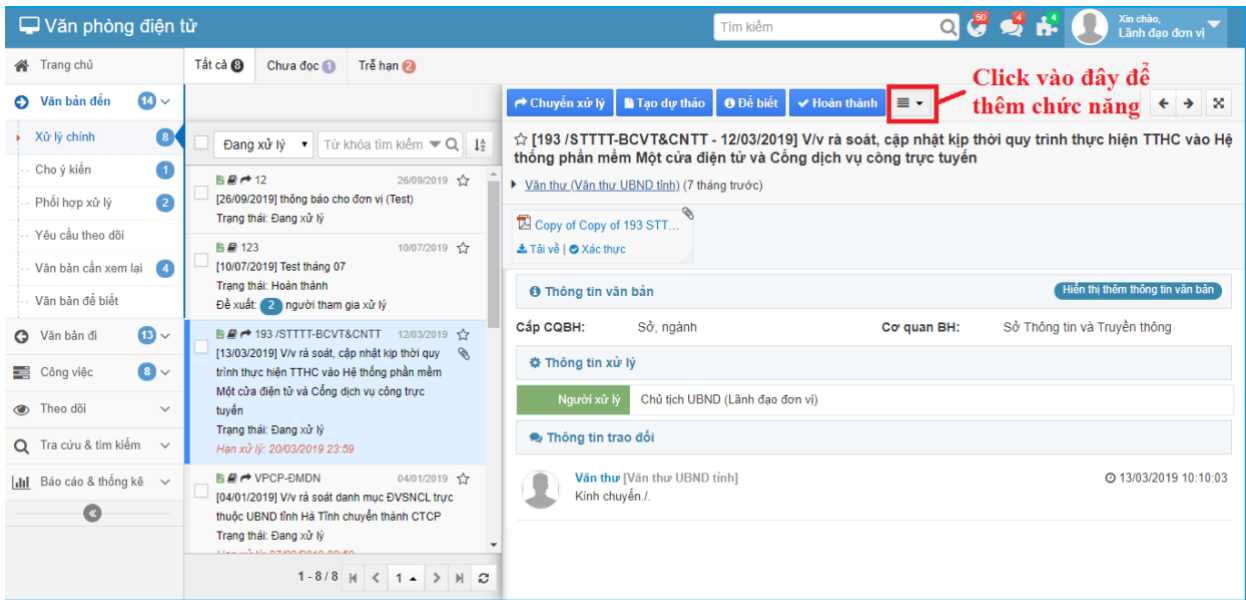 Văn phòng điện tử
Tìm kiếm
50
4
4
Xin chào,
Lãnh đạo đơn vị
Trang chủ
Văn bản đến 14
Xử lý chính 8
Cho ý kiến 1
Phối hợp xử lý 2
Yêu cầu theo dõi
Văn bản cần xem lại 4
Văn bản để biết
Văn bản đi 13
Công việc 8
Theo dõi
Tra cứu & tìm kiếm
Báo cáo & thống kê
Tất cả 8 Chưa đọc 1 Trễ hạn 2
Đang xử lý Từ khóa tìm kiếm
12 26/09/2019
[26/09/2019] thông báo cho đơn vị (Test)
Trạng thái: Đang xử lý
123 10/07/2019
[10/07/2019] Test tháng 07
Trạng thái: Hoàn thành
Đề xuất: 2 người tham gia xử lý
193 /STTTT-BCVT&CNTT 12/03/2019
[13/03/2019] V/v rà soát, cập nhật kịp thời quy
trình thực hiện TTHC vào Hệ thống phần mềm
Một cửa điện tử và Cổng dịch vụ công trực
tuyến
Trạng thái: Đang xử lý
Hạn xử lý: 20/03/2019 23:59
VPCP-ĐMDN 04/01/2019
[04/01/2019] V/v rà soát danh mục ĐVSNCL trực
thuộc UBND tỉnh Hà Tĩnh chuyển thành CTCP
Trạng thái: Đang xử lý
1 - 8 / 8 1
Chuyển xử lý Tạo dự thảo Để biết Hoàn thành
Click vào đây để
thêm chức năng
[193 /STTTT-BCVT&CNTT - 12/03/2019] V/v rà soát, cập nhật kịp thời quy trình thực hiện TTHC vào Hệ
thống phần mềm Một cửa điện tử và Cổng dịch vụ công trực tuyến
Văn thư (Văn thư UBND tỉnh) (7 tháng trước)
Copy of Copy of 193 STT...
Tải về | Xác thực
Thông tin văn bản Hiển thị thêm thông tin văn bản
Cấp CQBH: Sở, ngành Cơ quan BH: Sở Thông tin và Truyền thông
Thông tin xử lý
Người xử lý Chủ tịch UBND (Lãnh đạo đơn vị)
Thông tin trao đổi
Văn thư [Văn thư UBND tỉnh] 13/03/2019 10:10:03
Kính chuyển./.